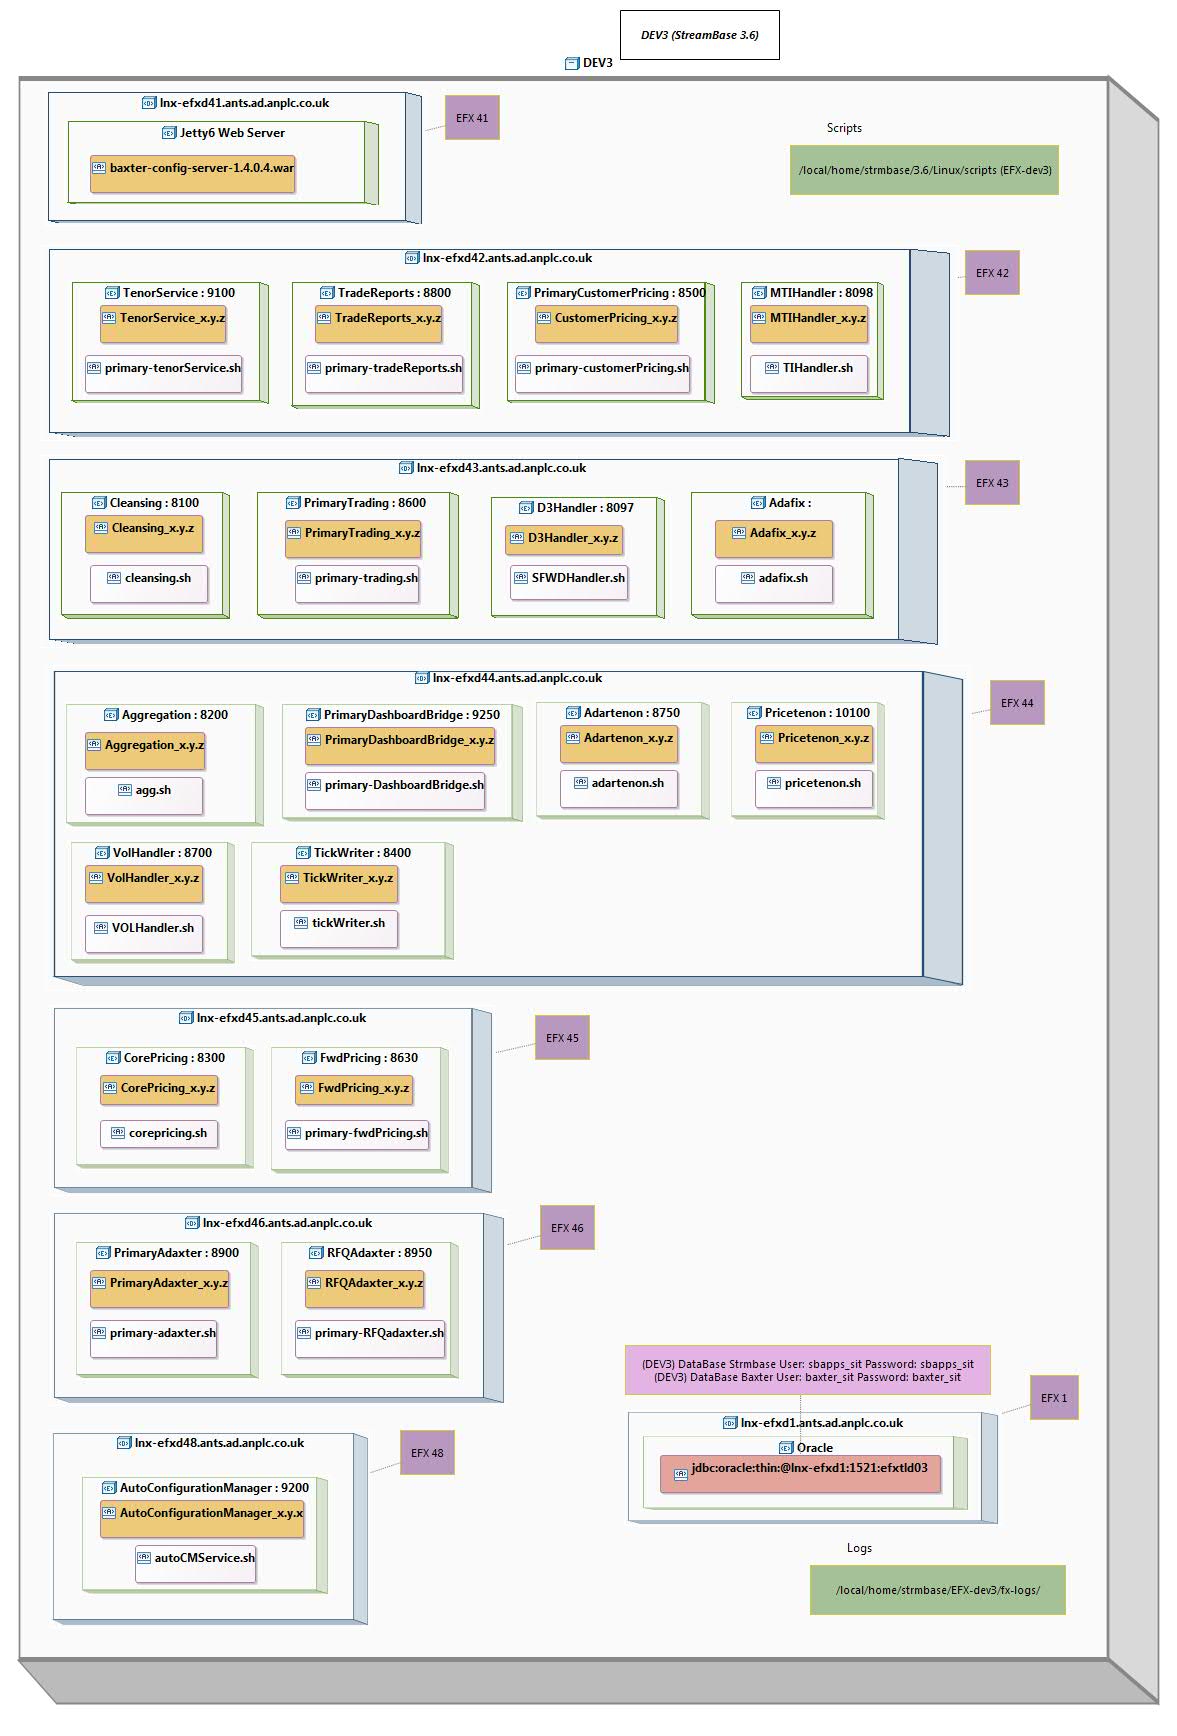 DEV3 (StreamBase 3.6)
DEV3
lnx-efxd41.ants.ad.anplc.co.uk
EFX 41
Jetty6 Web Server
baxter-config-server-1.4.0.4.war
Scripts
/local/home/strmbase/3.6/Linux/scripts (EFX-dev3)
lnx-efxd42.ants.ad.anplc.co.uk
EFX 42
TenorService : 9100
TenorService_x.y.z
primary-tenorService.sh
TradeReports : 8800
TradeReports_x.y.z
primary-tradeReports.sh
PrimaryCustomerPricing : 8500
CustomerPricing_x.y.z
primary-customerPricing.sh
MTIHandler : 8098
MTIHandler_x.y.z
TIHandler.sh
lnx-efxd43.ants.ad.anplc.co.uk
EFX 43
Cleansing : 8100
Cleansing_x.y.z
cleansing.sh
PrimaryTrading : 8600
PrimaryTrading_x.y.z
primary-trading.sh
D3Handler : 8097
D3Handler_x.y.z
SFWDHandler.sh
Adafix :
Adafix_x.y.z
adafix.sh
lnx-efxd44.ants.ad.anplc.co.uk
EFX 44
Aggregation : 8200
Aggregation_x.y.z
agg.sh
PrimaryDashboardBridge : 9250
PrimaryDashboardBridge_x.y.z
primary-DashboardBridge.sh
Adartenon : 8750
Adartenon_x.y.z
adartenon.sh
Pricetenon : 10100
Pricetenon_x.y.z
pricetenon.sh
VolHandler : 8700
VolHandler_x.y.z
VOLHandler.sh
TickWriter : 8400
TickWriter_x.y.z
tickWriter.sh
lnx-efxd45.ants.ad.anplc.co.uk
EFX 45
CorePricing : 8300
CorePricing_x.y.z
corepricing.sh
FwdPricing : 8630
FwdPricing_x.y.z
primary-fwdPricing.sh
lnx-efxd46.ants.ad.anplc.co.uk
EFX 46
PrimaryAdaxter : 8900
PrimaryAdaxter_x.y.z
primary-adaxter.sh
RFQAdaxter : 8950
RFQAdaxter_x.y.z
primary-RFQadaxter.sh
(DEV3) DataBase Strmbase User: sbapps_sit Password: sbapps_sit
(DEV3) DataBase Baxter User: baxter_sit Password: baxter_sit
EFX 1
lnx-efxd1.ants.ad.anplc.co.uk
Oracle
jdbc:oracle:thin:@lnx-efxd1:1521:efxtld03
lnx-efxd48.ants.ad.anplc.co.uk
EFX 48
AutoConfigurationManager : 9200
AutoConfigurationManager_x.y.x
autoCMService.sh
Logs
/local/home/strmbase/EFX-dev3/fx-logs/